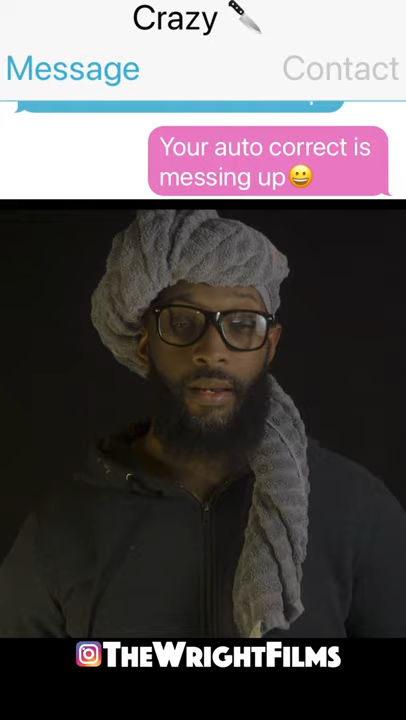 Crazy 🔪
Message
Contact
Your auto correct is
messing up😀
TheWrightFilms